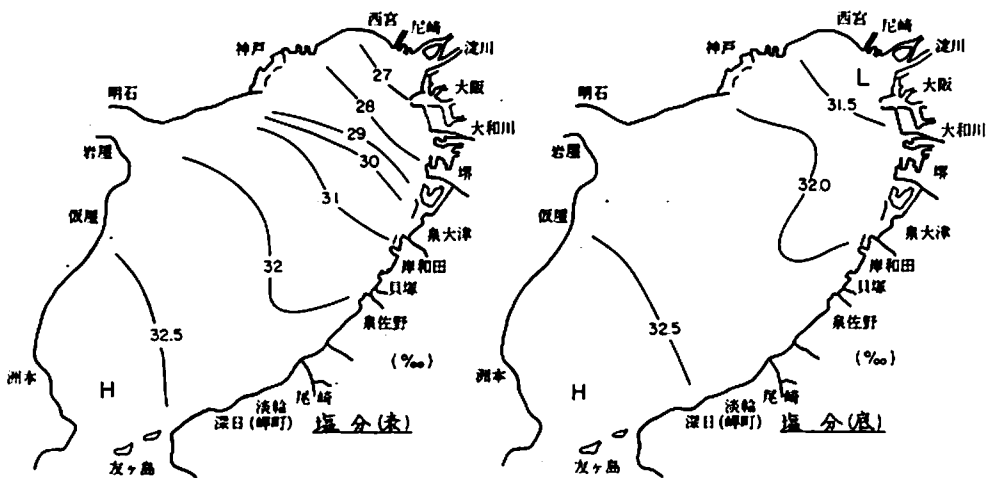 西宮
尼崎
神戸
淀川
27
大阪
明石
28
大和川
29
岩屋
30
堺
31
仮屋
泉大津
32
岸和田
貝塚
泉佐野
32.5
(‰)
洲本
H
尾崎
淡輪
深日(岬町)
塩分(表)
友ヶ島
西宮
尼崎
神戸
淀川
L
大阪
明石
31.5
大和川
岩屋
堺
32.0
仮屋
泉大津
岸和田
貝塚
泉佐野
32.5
(‰)
洲本
H
尾崎
淡輪
深日(岬町)
塩分(底)
友ヶ島